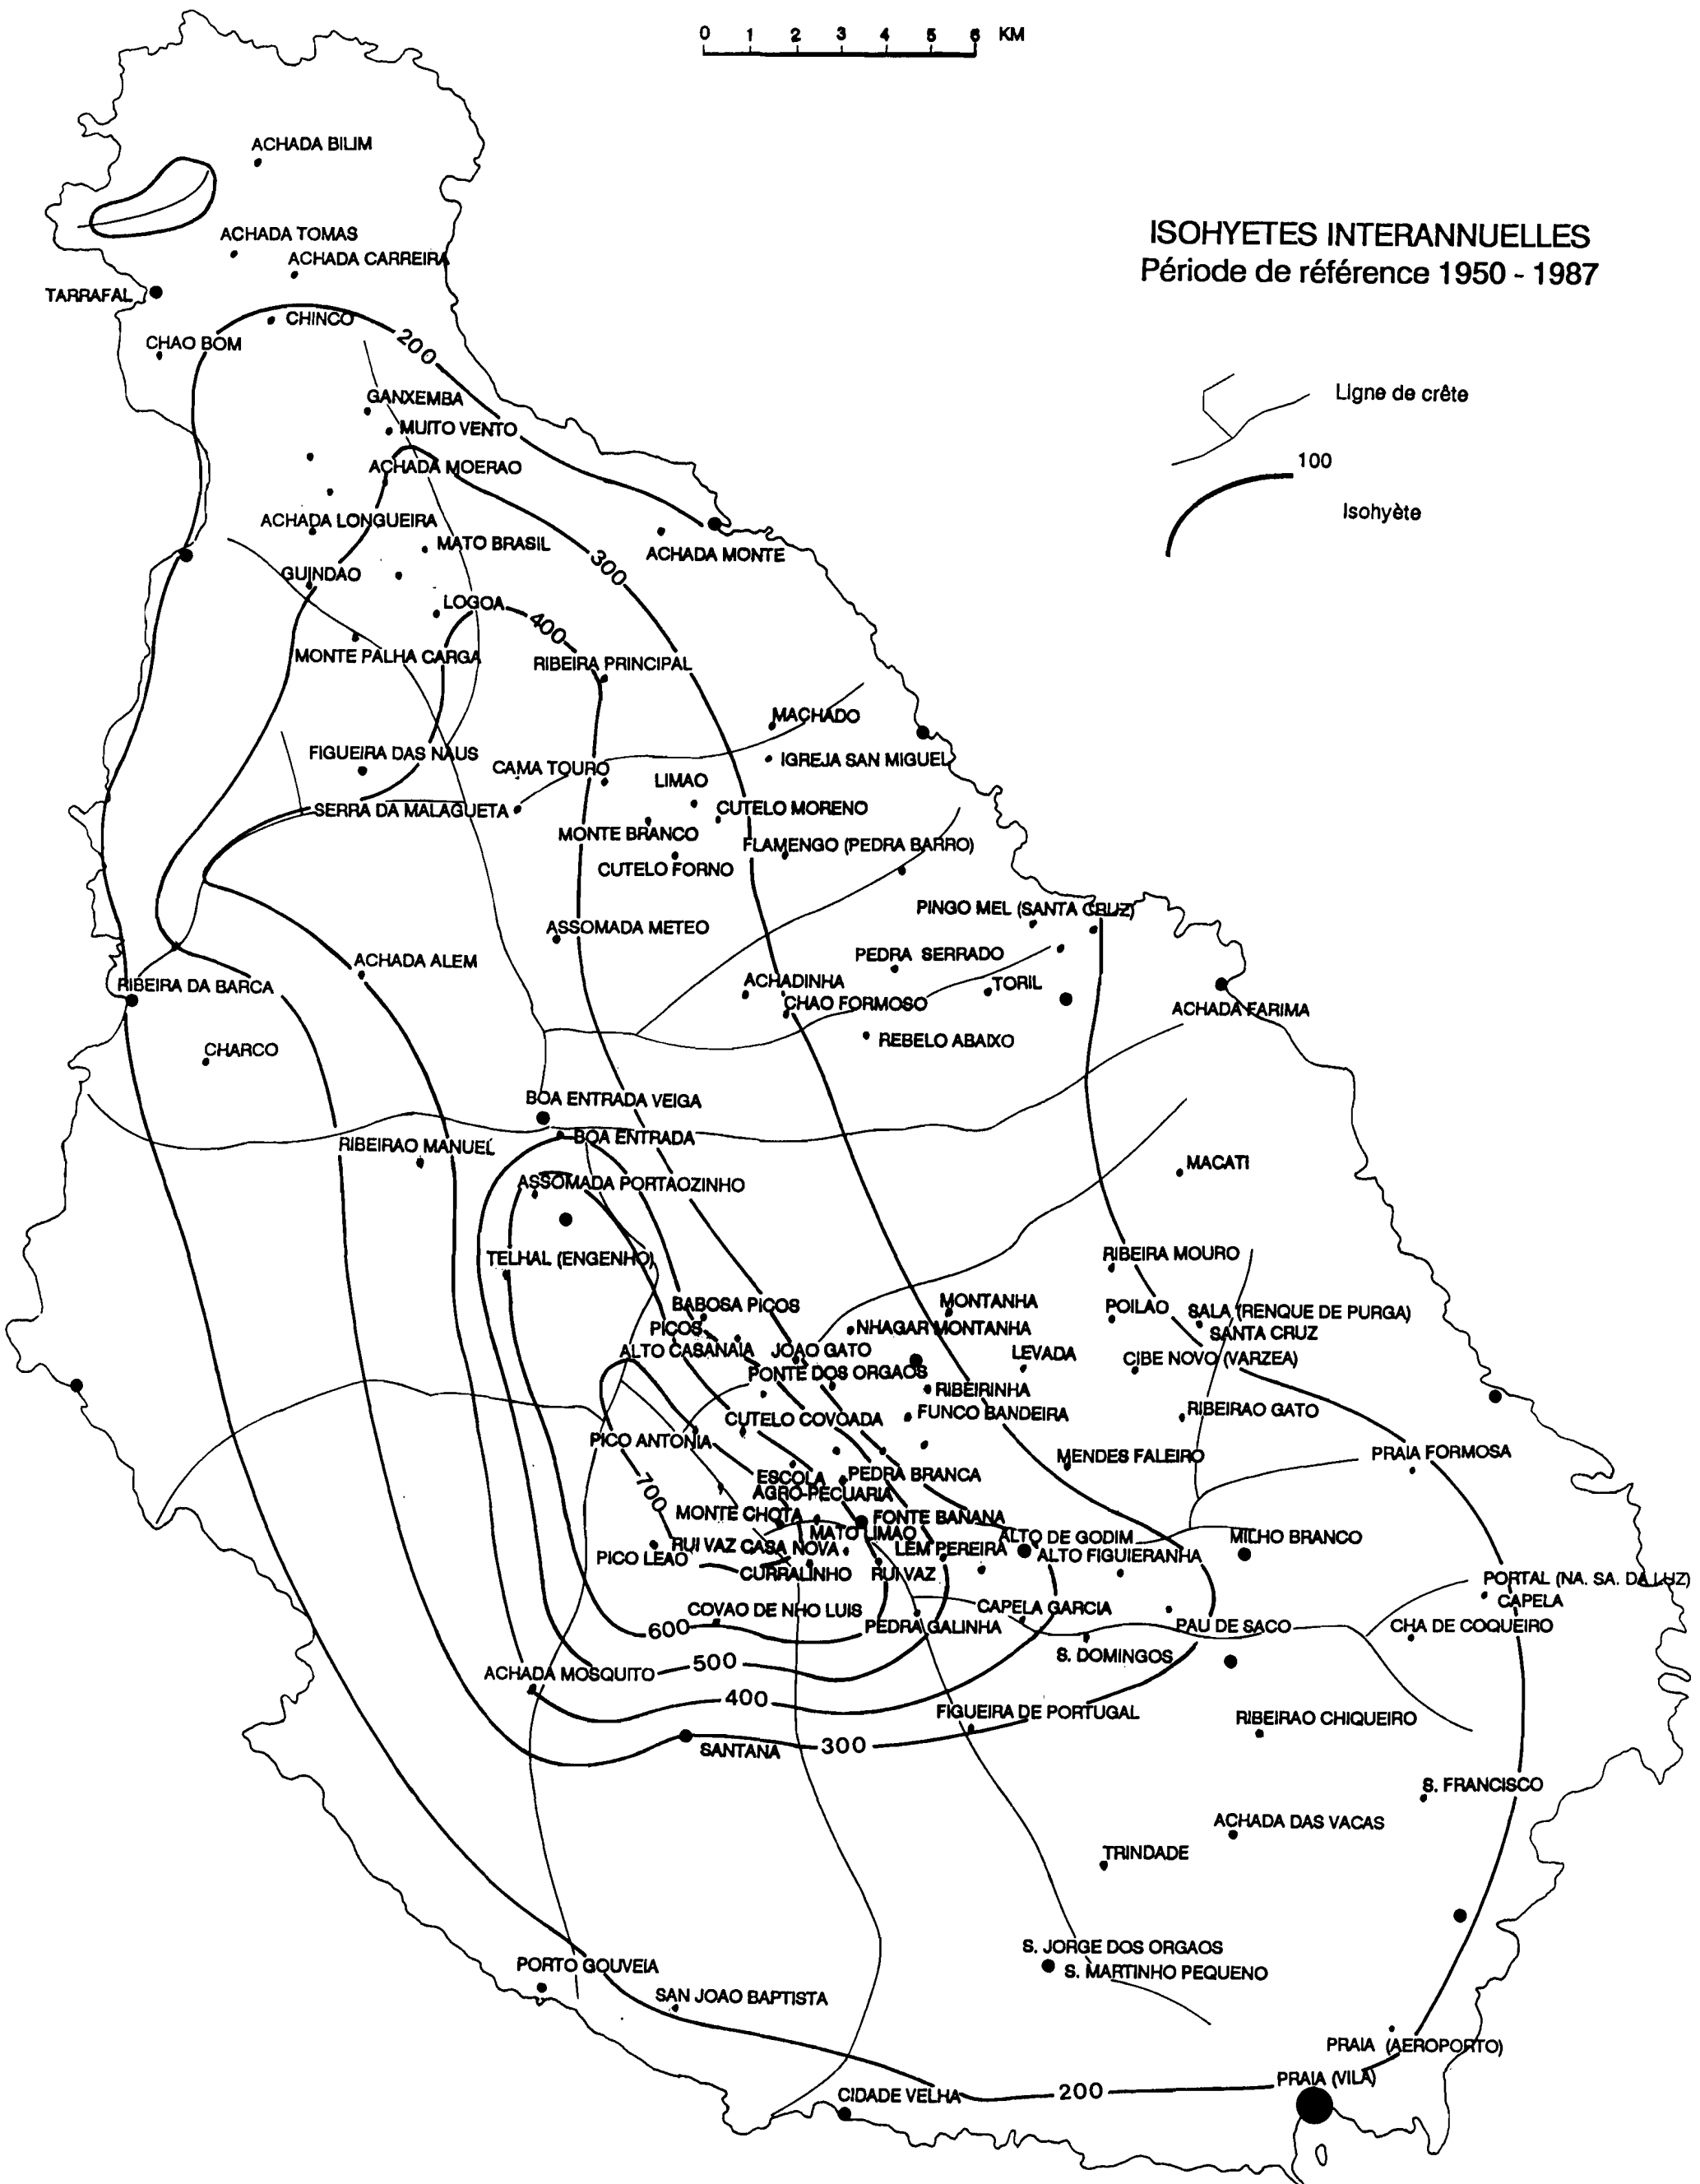 0 1 2 3 4 5 6 KM
ISOHYETES INTERANNUELLES
Période de référence 1950 - 1987
Ligne de crête
100
Isohyète
ACHADA BILIM
ACHADA TOMAS
ACHADA CARREIRA
TARRAFAL
CHINCO
CHAO BOM
200
GANXEMBA
MUITO VENTO
ACHADA MOERAO
ACHADA LONGUEIRA
MATO BRASIL
ACHADA MONTE
300
GUINDAO
LOGOA
400
MONTE PALHA CARGA
RIBEIRA PRINCIPAL
MACHADO
FIGUEIRA DAS NAUS
IGREJA SAN MIGUEL
CAMA TOURO
LIMAO
SERRA DA MALAGUETA
CUTELO MORENO
MONTE BRANCO
FLAMENGO (PEDRA BARRO)
CUTELO FORNO
PINGO MEL (SANTA CRUZ)
ASSOMADA METEO
PEDRA SERRADO
ACHADA ALEM
RIBEIRA DA BARCA
ACHADINHA
TORIL
CHAO FORMOSO
ACHADA FARIMA
REBELO ABAIXO
CHARCO
BOA ENTRADA VEIGA
BOA ENTRADA
RIBEIRAO MANUEL
MACATI
ASSOMADA PORTAOZINHO
TELHAL (ENGENHO)
RIBEIRA MOURO
BABOSA PICOS
MONTANHA
POILAO
SALA (RENQUE DE PURGA)
PICOS
NHAGAR MONTANHA
SANTA CRUZ
ALTO CASANAIA
JOAO GATO
LEVADA
CIBE NOVO (VARZEA)
PONTE DOS ORGAOS
RIBEIRINHA
CUTELO COVOADA
FUNCO BANDEIRA
RIBEIRAO GATO
PICO ANTONIA
MENDES FALEIRO
PRAIA FORMOSA
700
ESCOLA
AGRO-PECUARIA
PEDRA BRANCA
MONTE CHOTA
FONTE BANANA
MATO LIMAO
ALTO DE GODIM
MILHO BRANCO
RUI VAZ CASA NOVA
LEM PEREIRA
ALTO FIGUIERANHA
PICO LEAO
CURRALINHO
RUI VAZ
PORTAL (NA. SA. DA LUZ)
CAPELA
COVAO DE NHO LUIS
CAPELA GARCIA
600
PEDRA GALINHA
PAU DE SACO
CHA DE COQUEIRO
S. DOMINGOS
500
ACHADA MOSQUITO
400
FIGUEIRA DE PORTUGAL
RIBEIRAO CHIQUEIRO
SANTANA
300
S. FRANCISCO
ACHADA DAS VACAS
TRINDADE
S. JORGE DOS ORGAOS
S. MARTINHO PEQUENO
PORTO GOUVEIA
SAN JOAO BAPTISTA
PRAIA (AEROPORTO)
PRAIA (VILA)
CIDADE VELHA
200